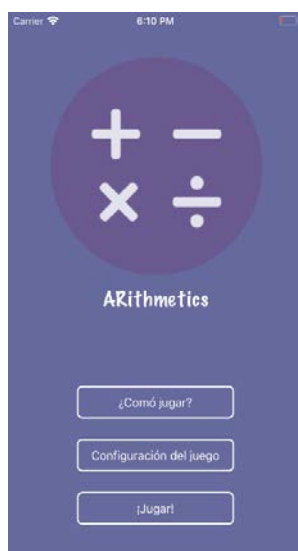 Carrier 6:10 PM
ARithmetics
¿Comó jugar?
Configuración del juego
¡Jugar!